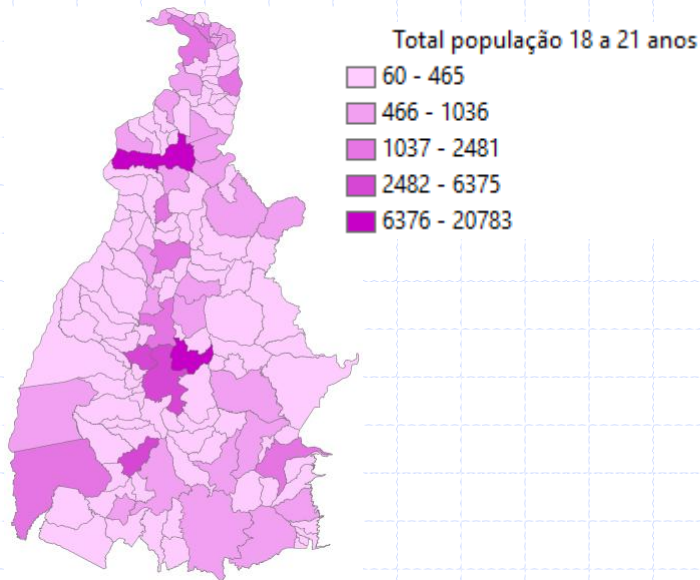 Total população 18 a 21 anos
60 - 465
466 - 1036
1037 - 2481
2482 - 6375
6376 - 20783